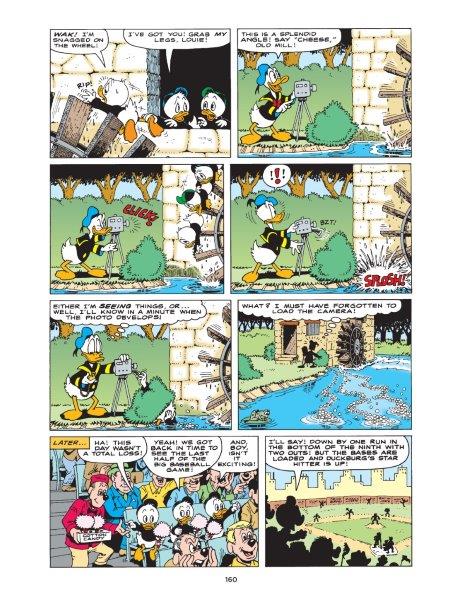 WAK! I'M
SNAGGED ON
THE WHEEL!
I'VE GOT YOU! GRAB MY
LEGS, LOUIE!
RIP!
THIS IS A SPLENDID
ANGLE! SAY "CHEESE,"
OLD MILL!
CLICK!
!!!
BZT!
SPLOSH!
EITHER I'M SEEING THINGS, OR...
WELL, I'LL KNOW IN A MINUTE WHEN
THE PHOTO DEVELOPS!
WHAT? I MUST HAVE FORGOTTEN TO
LOAD THE CAMERA!
LATER...
HA! THIS
DAY WASN'T
A TOTAL LOSS!
YEAH! WE GOT
BACK IN TIME TO
SEE THE LAST
HALF OF THE
BIG BASEBALL
GAME!
AND,
BOY,
ISN'T
IT
EXCITING!
COTTON
CANDY
I'LL SAY! DOWN BY ONE RUN IN
THE BOTTOM OF THE NINTH WITH
TWO OUTS! BUT THE BASES ARE
LOADED AND DUCKBURG'S STAR
HITTER IS UP!
160